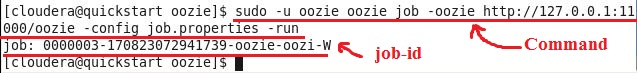 [cloudera@quickstart oozie]$ sudo -u oozie oozie job -oozie http://127.0.0.1:11
000/oozie -config job.properties -run
Command
job: 0000003-170823072941739-oozie-oozi-W
job-id
[cloudera@quickstart oozie]$